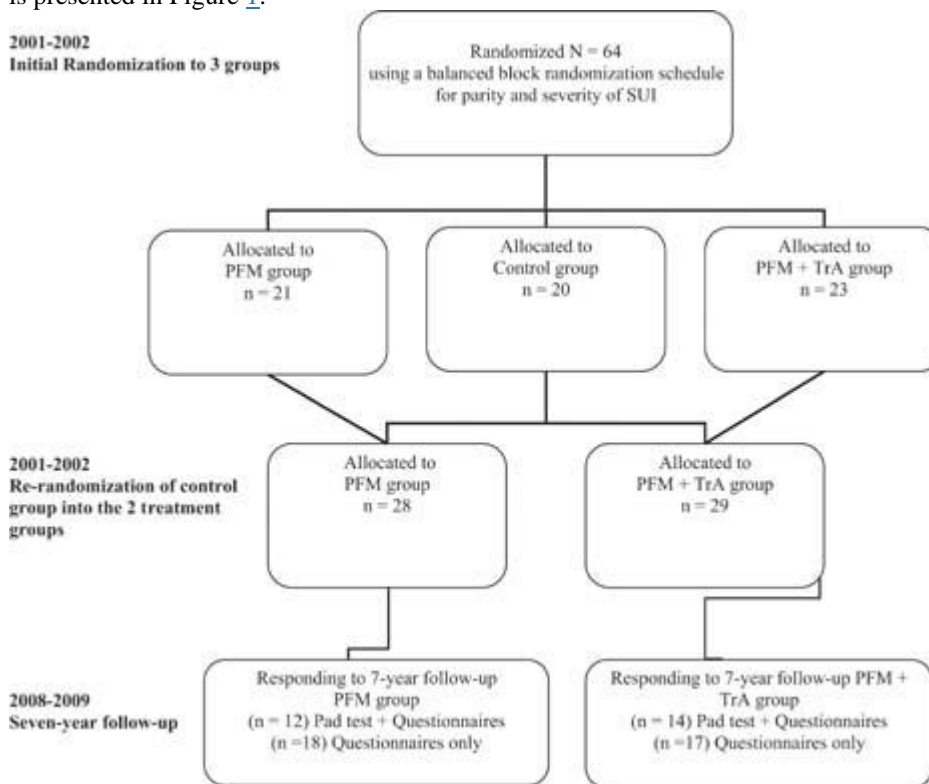 is presented in Figure 1.
2001-2002
Initial Randomization to 3 groups
Randomized N = 64
using a balanced block randomization schedule
for parity and severity of SUI
Allocated to
PFM group
n = 21
Allocated to
Control group
n = 20
Allocated to
PFM + TrA group
n = 23
2001-2002
Re-randomization of control
group into the 2 treatment
groups
Allocated to
PFM group
n = 28
Allocated to
PFM + TrA group
n = 29
2008-2009
Seven-year follow-up
Responding to 7-year follow-up
PFM group
(n = 12) Pad test + Questionnaires
(n =18) Questionnaires only
Responding to 7-year follow-up PFM +
TrA group
(n = 14) Pad test + Questionnaires
(n =17) Questionnaires only